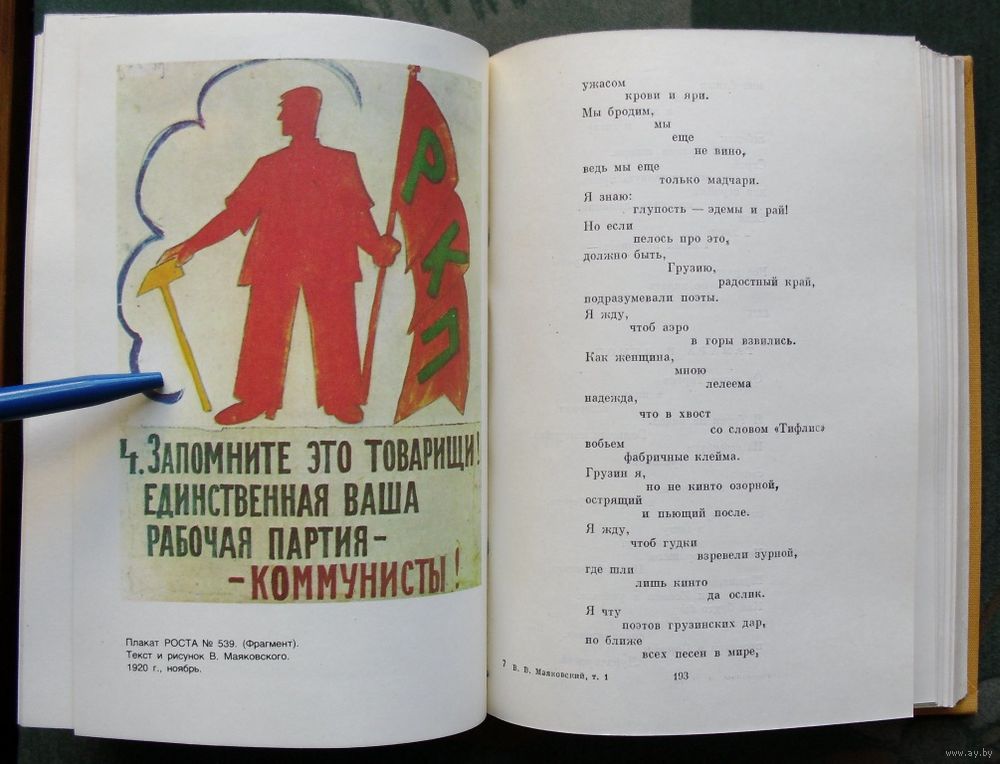 РКП
4. ЗАПОМНИТЕ ЭТО ТОВАРИЩИ!
ЕДИНСТВЕННАЯ ВАША
РАБОЧАЯ ПАРТИЯ –
– КОММУНИСТЫ!
Плакат РОСТА № 539. (Фрагмент).
Текст и рисунок В. Маяковского.
1920 г., ноябрь.
ужасом
крови и яри.
Мы бродим,
мы
еще
не вино,
ведь мы еще
только мадчари.
Я знаю:
глупость — эдемы и рай!
Но если
пелось про это,
должно быть,
Грузию,
радостный край,
подразумевали поэты.
Я жду,
чтоб аэро
в горы взвились.
Как женщина,
мною
лелеема
надежда,
что в хвост
со словом «Тифлис»
вобьем
фабричные клейма.
Грузин я,
но не кинто озорной,
острящий
и пьющий после.
Я жду,
чтоб гудки
взревели зурной,
где шли
лишь кинто
да ослик.
Я чту
поэтов грузинских дар,
но ближе
всех песен в мире,
7 В. В. Маяковский, т. 1
193
www.ay.by